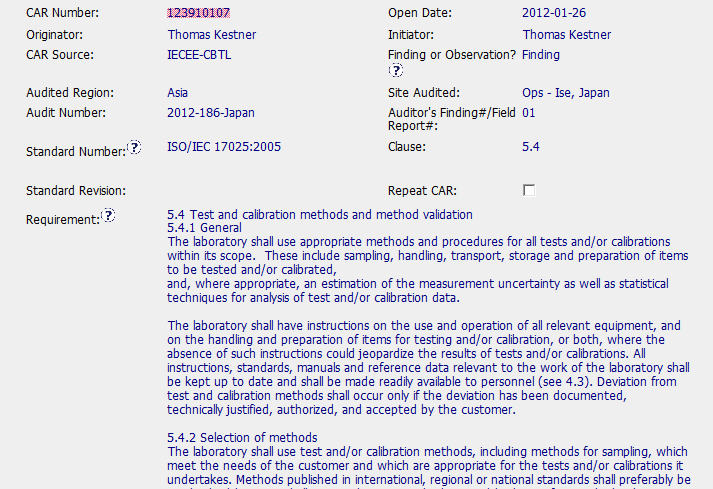 CAR Number: 123910107 Open Date: 2012-01-26
Originator: Thomas Kestner Initiator: Thomas Kestner
CAR Source: IECEE-CBTL Finding or Observation? Finding
?
Audited Region: Asia Site Audited: Ops - Ise, Japan
Audit Number: 2012-186-Japan Auditor's Finding#/Field 01
Report#:
Standard Number: ? ISO/IEC 17025:2005 Clause: 5.4
Standard Revision: Repeat CAR:
Requirement: ? 5.4 Test and calibration methods and method validation
5.4.1 General
The laboratory shall use appropriate methods and procedures for all tests and/or calibrations
within its scope.  These include sampling, handling, transport, storage and preparation of items
to be tested and/or calibrated,
and, where appropriate, an estimation of the measurement uncertainty as well as statistical
techniques for analysis of test and/or calibration data.
The laboratory shall have instructions on the use and operation of all relevant equipment, and
on the handling and preparation of items for testing and/or calibration, or both, where the
absence of such instructions could jeopardize the results of tests and/or calibrations. All
instructions, standards, manuals and reference data relevant to the work of the laboratory shall
be kept up to date and shall be made readily available to personnel (see 4.3). Deviation from
test and calibration methods shall occur only if the deviation has been documented,
technically justified, authorized, and accepted by the customer.
5.4.2 Selection of methods
The laboratory shall use test and/or calibration methods, including methods for sampling, which
meet the needs of the customer and which are appropriate for the tests and/or calibrations it
undertakes. Methods published in international, regional or national standards shall preferably be